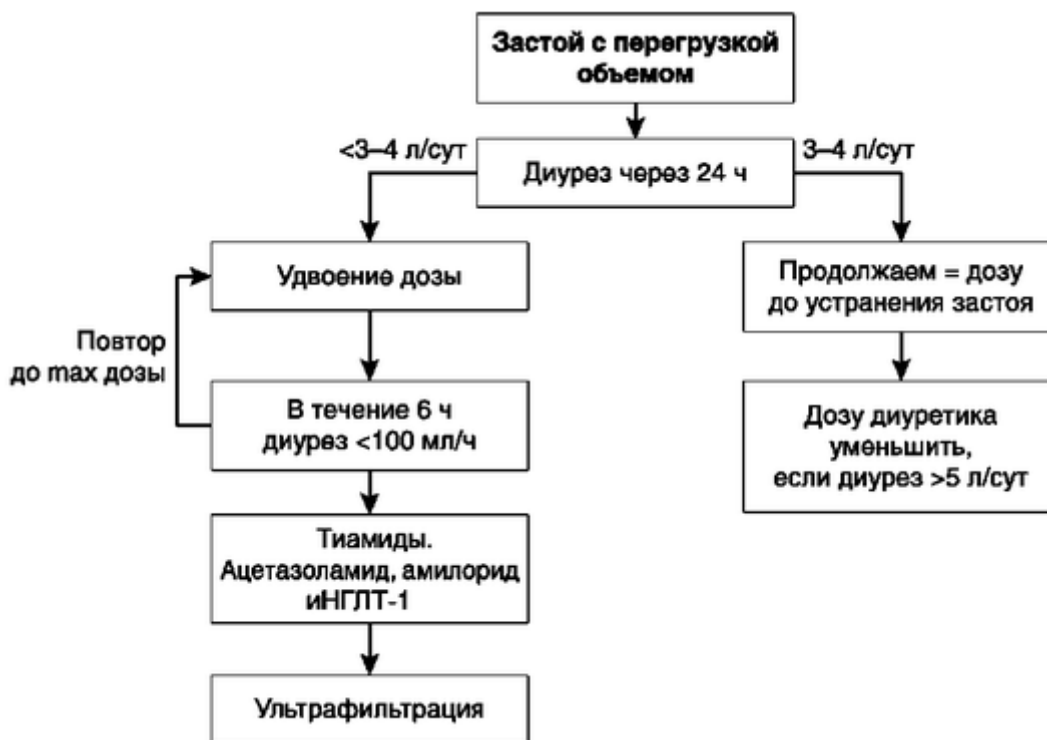 Застой с перегрузкой
объемом
<3–4 л/сут
3–4 л/сут
Диурез через 24 ч
Удвоение дозы
Продолжаем = дозу
до устранения застоя
Повтор
до max дозы
В течение 6 ч
диурез <100 мл/ч
Дозу диуретика
уменьшить,
если диурез >5 л/сут
Тиамиды.
Ацетазоламид, амилорид
иНГЛТ-1
Ультрафильтрация